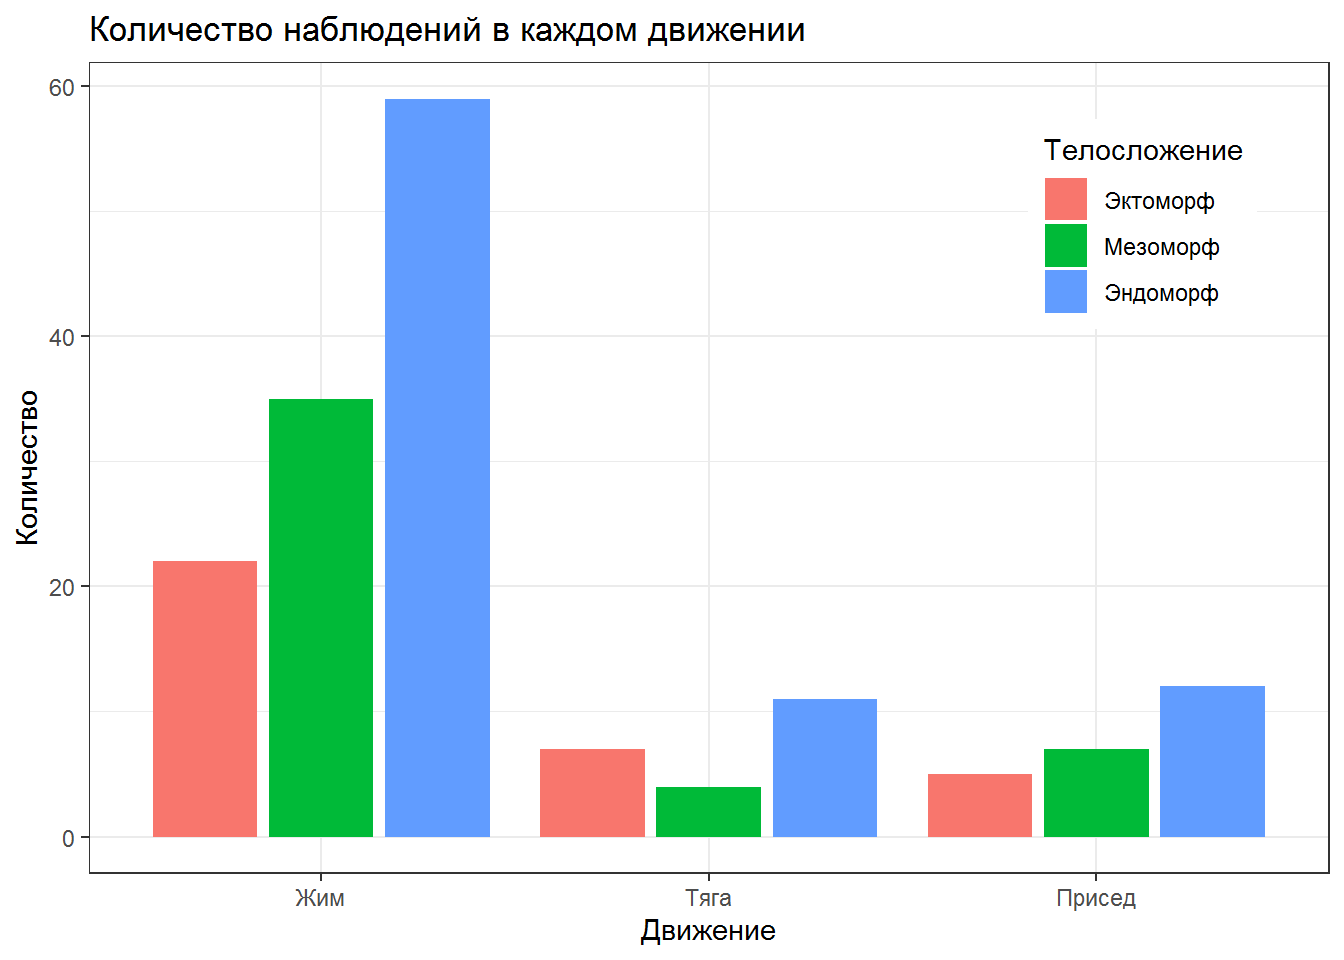 Количество наблюдений в каждом движении
60
40
20
0
Количество
Телосложение
Эктоморф
Мезоморф
Эндоморф
Жим
Тяга
Присед
Движение